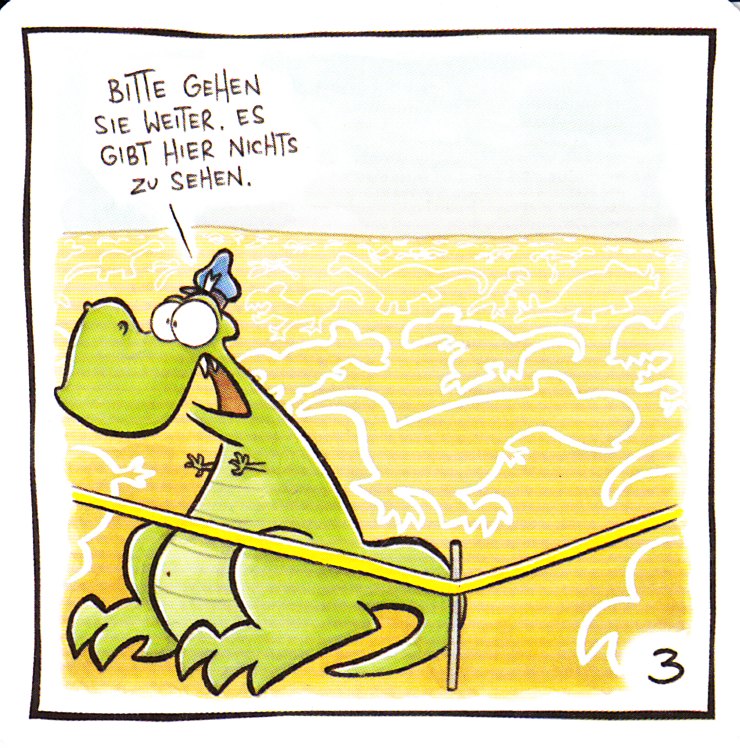 BITTE GEHEN
SIE WEITER. ES
GIBT HIER NICHTS
ZU SEHEN.
3